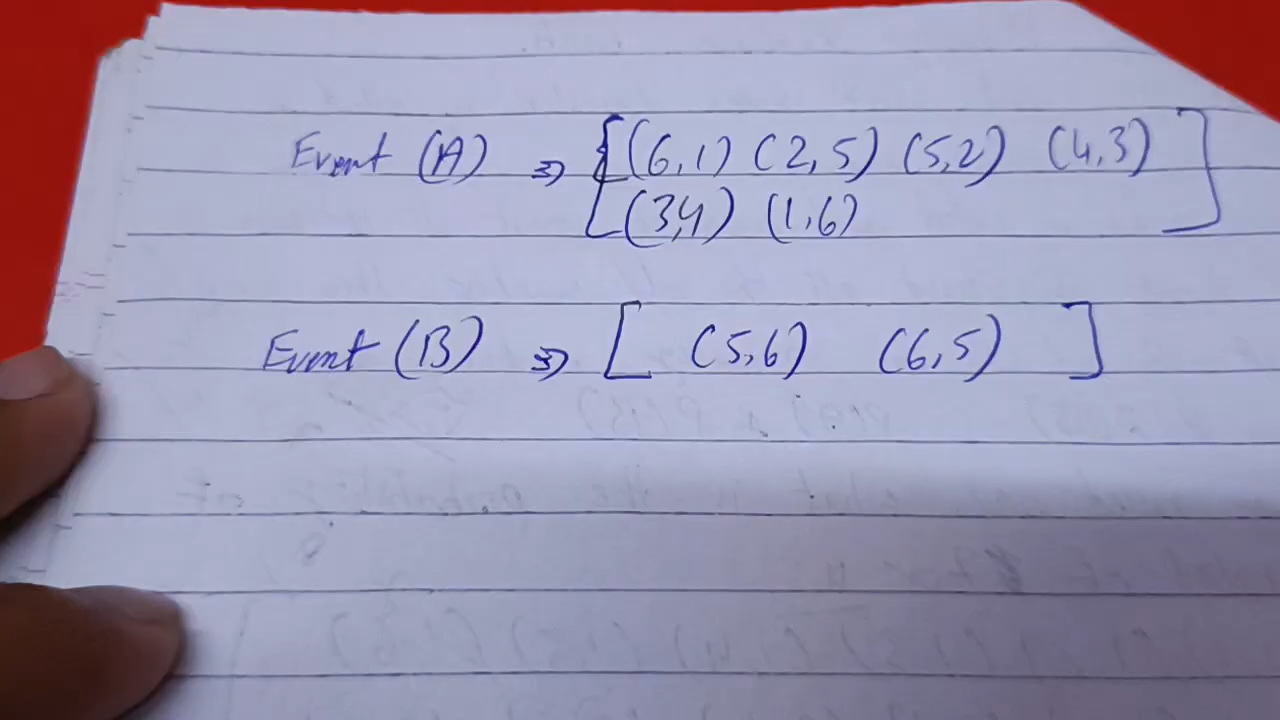 Event (A) ⇒ [(6,1) (2,5) (5,2) (4,3)
(3,4) (1,6)]
Event (B) ⇒ [ (5,6) (6,5) ]